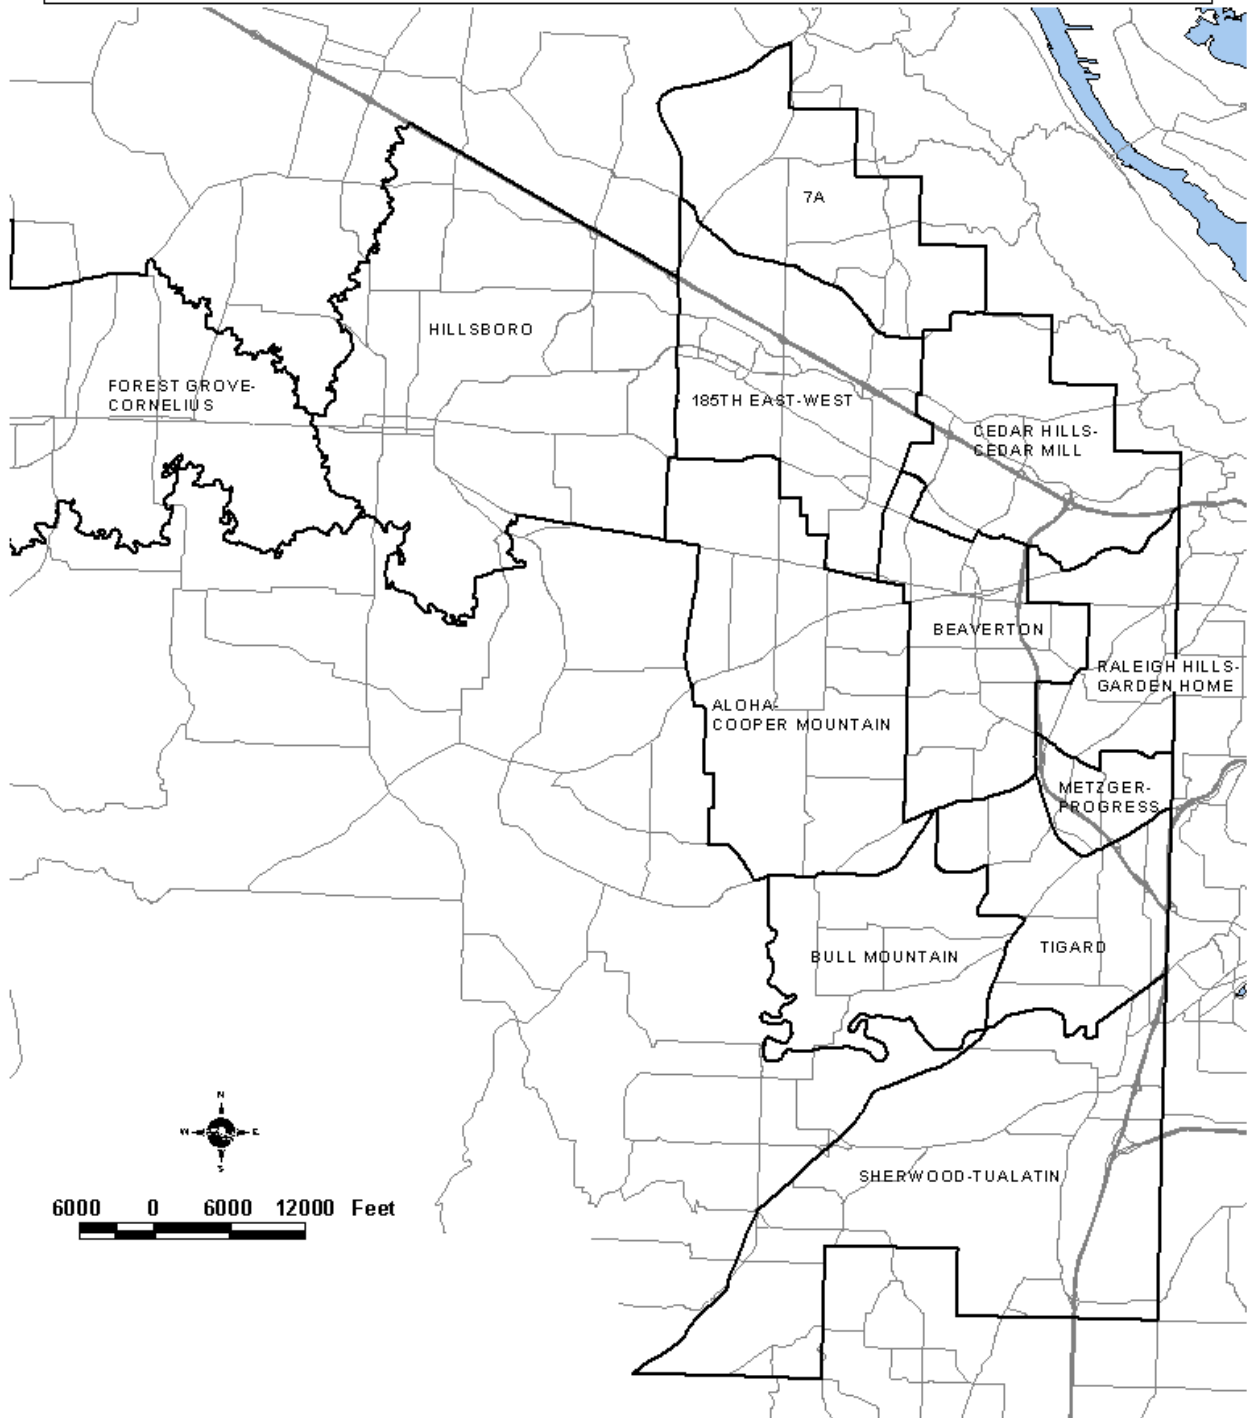 7A
HILLSBORO
FOREST GROVE-
CORNELIUS
185TH EAST-WEST
CEDAR HILLS-
CEDAR MILL
BEAVERTON
RALEIGH HILLS-
GARDEN HOME
ALOHA-
COOPER MOUNTAIN
METZGER-
PROGRESS
BULL MOUNTAIN
TIGARD
N
W E
S
SHERWOOD-TUALATIN
6000 0 6000 12000 Feet